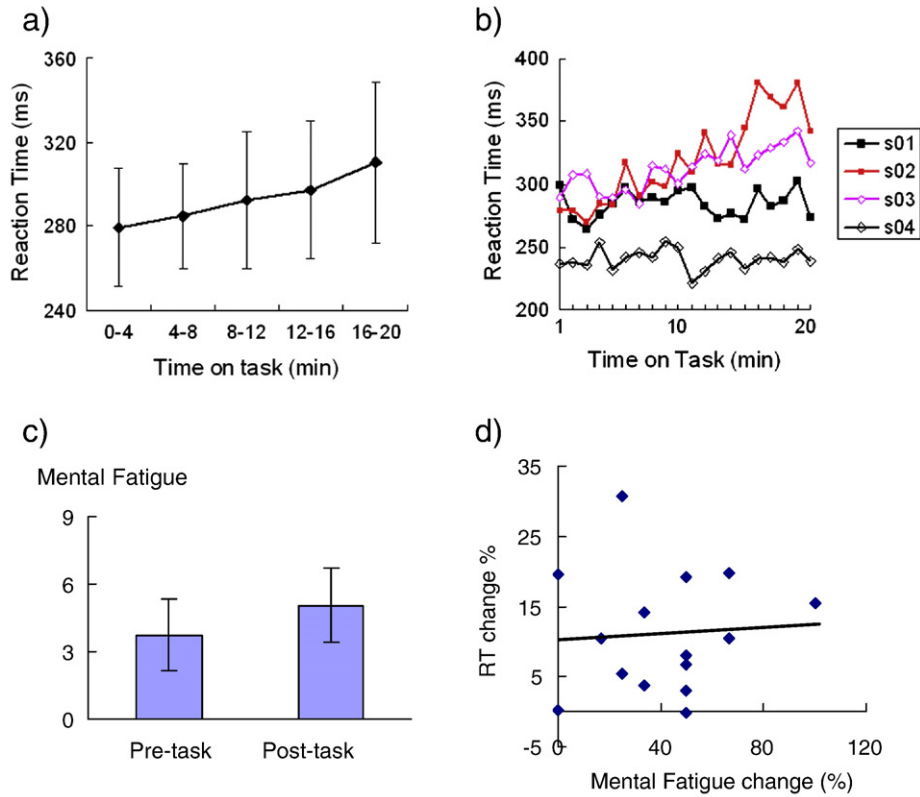 a)
360
320
280
240
Reaction Time (ms)
0-4 4-8 8-12 12-16 16-20
Time on task (min)
b)
400
350
300
250
200
Reaction Time (ms)
1 10 20
Time on Task (min)
s01
s02
s03
s04
c)
Mental Fatigue
9
6
3
0
Pre-task Post-task
d)
35
25
15
5
-5
RT change %
0 40 80 120
Mental Fatigue change (%)